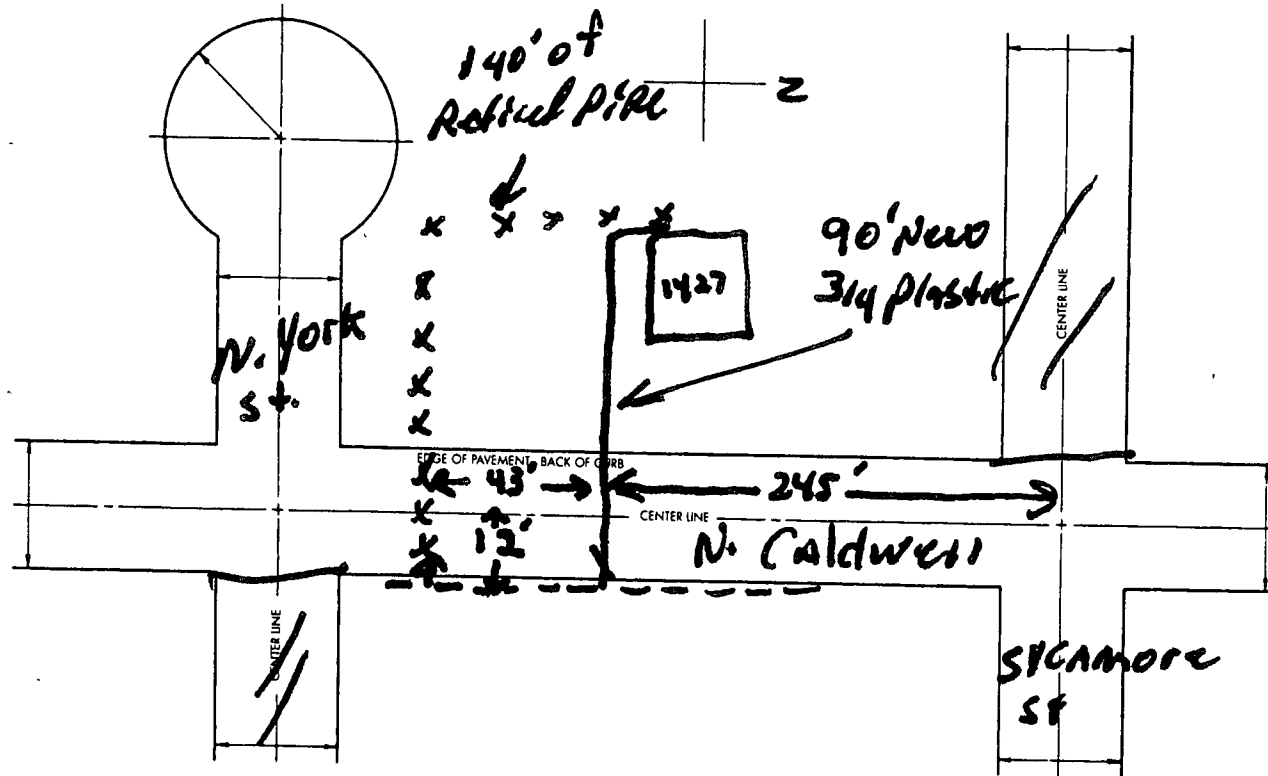 140' of
Retired Pipe
Z
1427
90' New
3/4 Plastic
CENTER LINE
N. York
st.
EDGE OF PAVEMENT, BACK OF CURB
43'
245'
CENTER LINE
12'
N. Caldwell
CENTER LINE
SYCAMORE
St